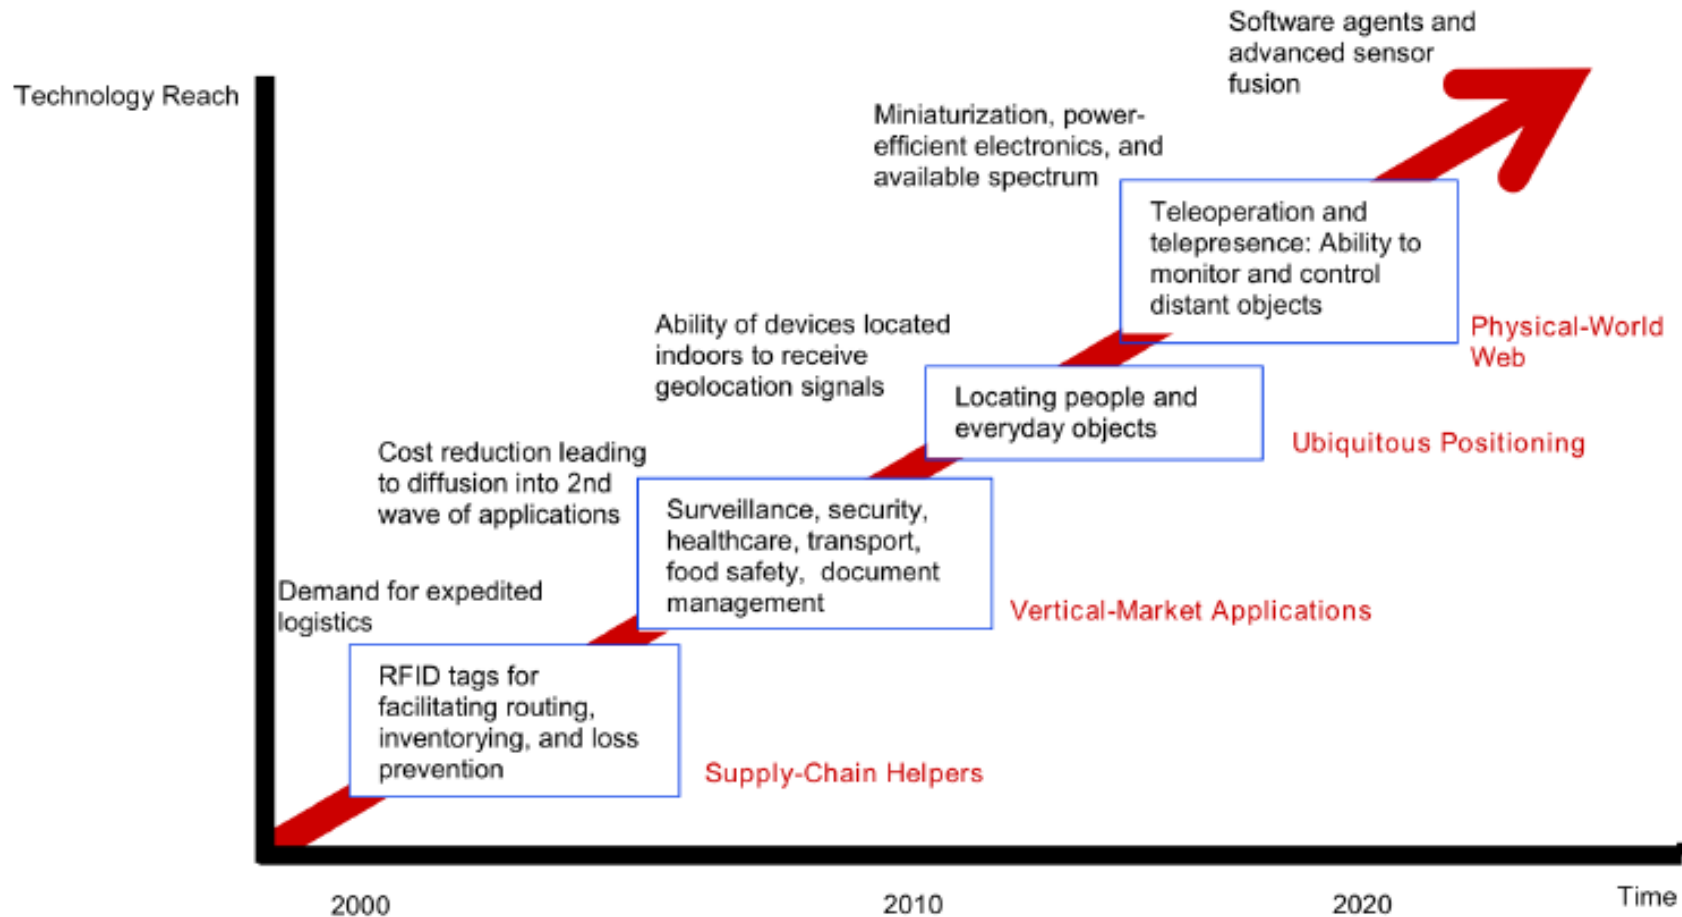 Software agents and
advanced sensor
fusion
Technology Reach
Miniaturization, power-
efficient electronics, and
available spectrum
Teleoperation and
telepresence: Ability to
monitor and control
distant objects
Physical-World
Web
Ability of devices located
indoors to receive
geolocation signals
Locating people and
everyday objects
Ubiquitous Positioning
Cost reduction leading
to diffusion into 2nd
wave of applications
Surveillance, security,
healthcare, transport,
food safety, document
management
Vertical-Market Applications
Demand for expedited
logistics
RFID tags for
facilitating routing,
inventorying, and loss
prevention
Supply-Chain Helpers
2000
2010
2020
Time